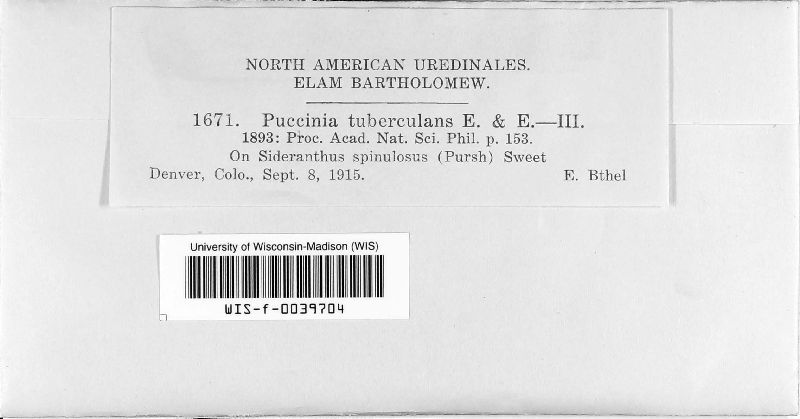 NORTH AMERICAN UREDINALES.
ELAM BARTHOLOMEW.
1671. Puccinia tuberculans E. & E.—III.
1893: Proc. Acad. Nat. Sci. Phil. p. 153.
On Sideranthus spinulosus (Pursh) Sweet
Denver, Colo., Sept. 8, 1915. E. Bthel
University of Wisconsin-Madison (WIS)
WIS-f-0039704